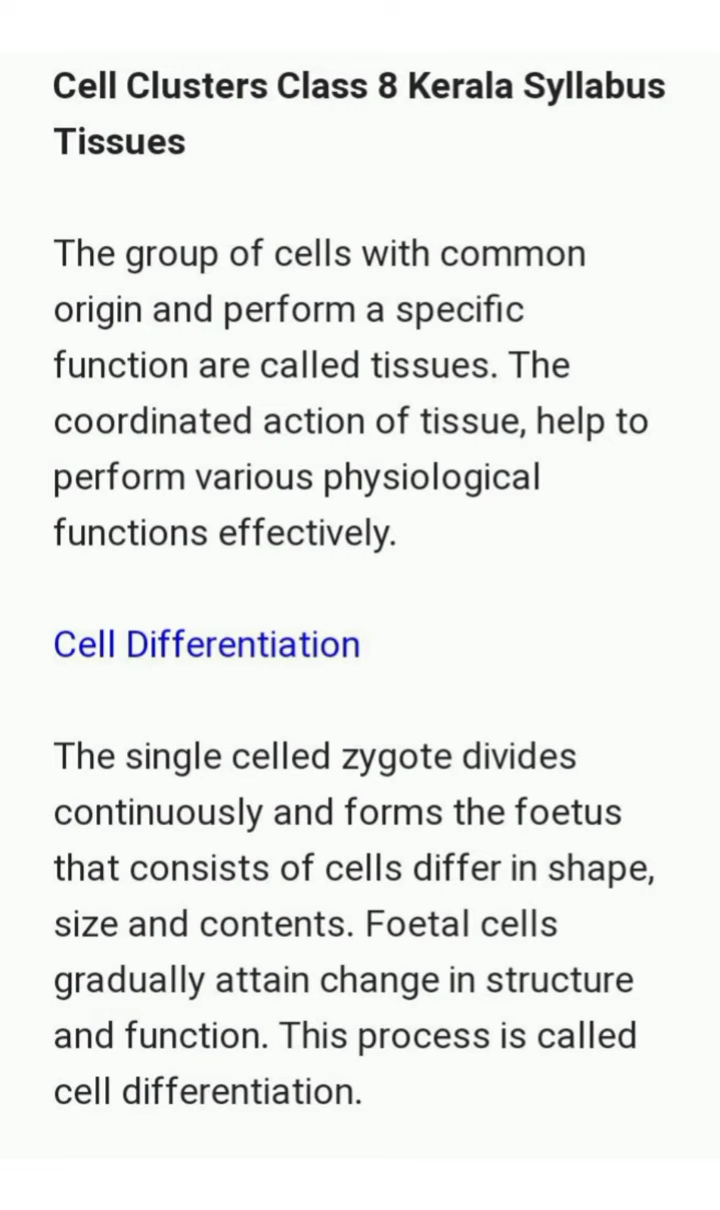 Cell Clusters Class 8 Kerala Syllabus
Tissues
The group of cells with common
origin and perform a specific
function are called tissues. The
coordinated action of tissue, help to
perform various physiological
functions effectively.
Cell Differentiation
The single celled zygote divides
continuously and forms the foetus
that consists of cells differ in shape,
size and contents. Foetal cells
gradually attain change in structure
and function. This process is called
cell differentiation.